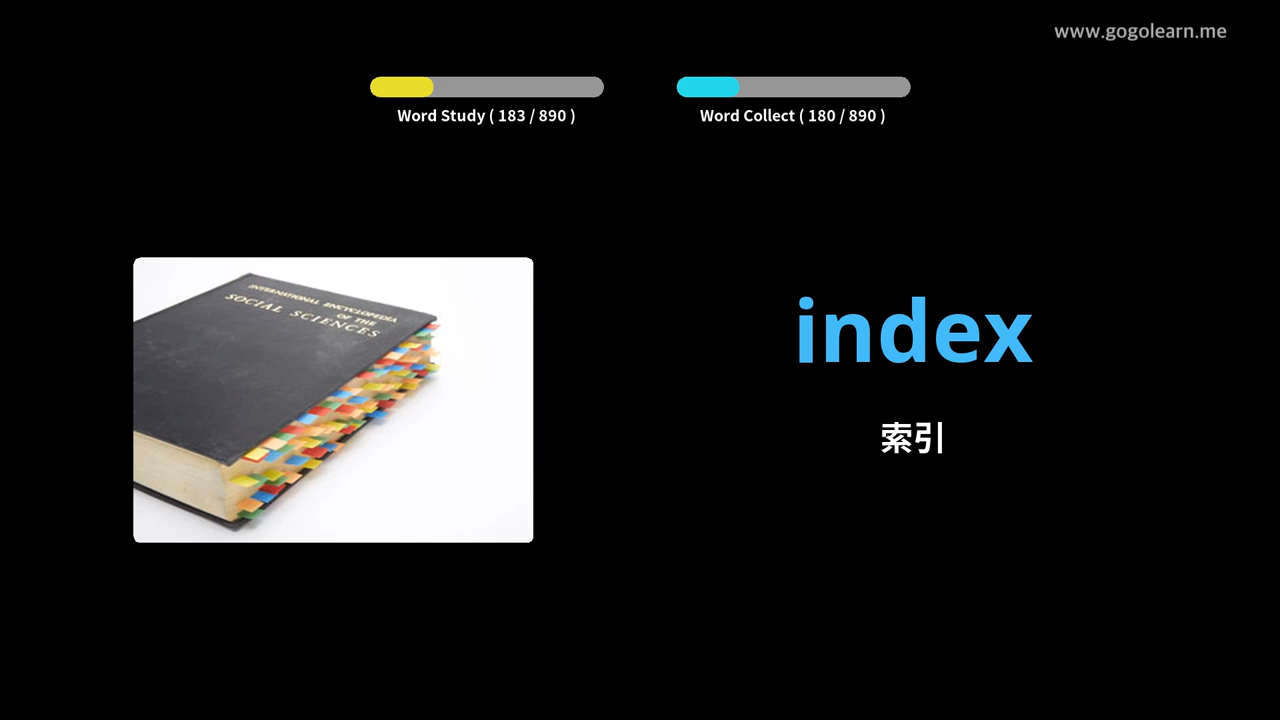 www.gogolearn.me
Word Study ( 183 / 890 )
Word Collect ( 180 / 890 )
INTERNATIONAL ENCYCLOPEDIA
OF THE
SOCIAL SCIENCES
index
索引